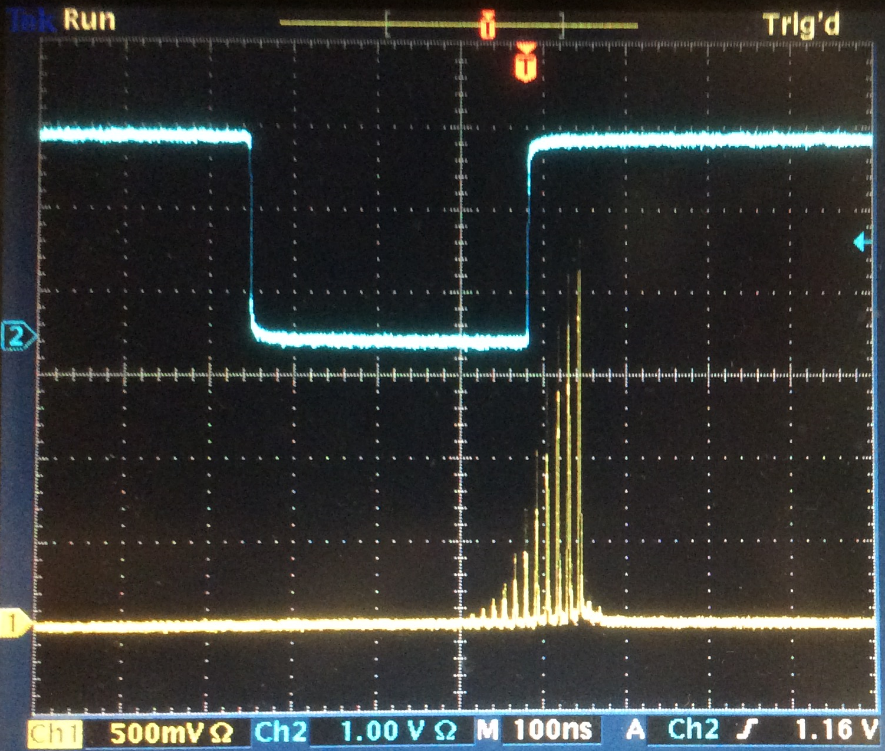 Tek Run Trig'd
T
T
2
1
Ch1 500mV Ω Ch2 1.00 V Ω M 100ns A Ch2 ƒ 1.16 V